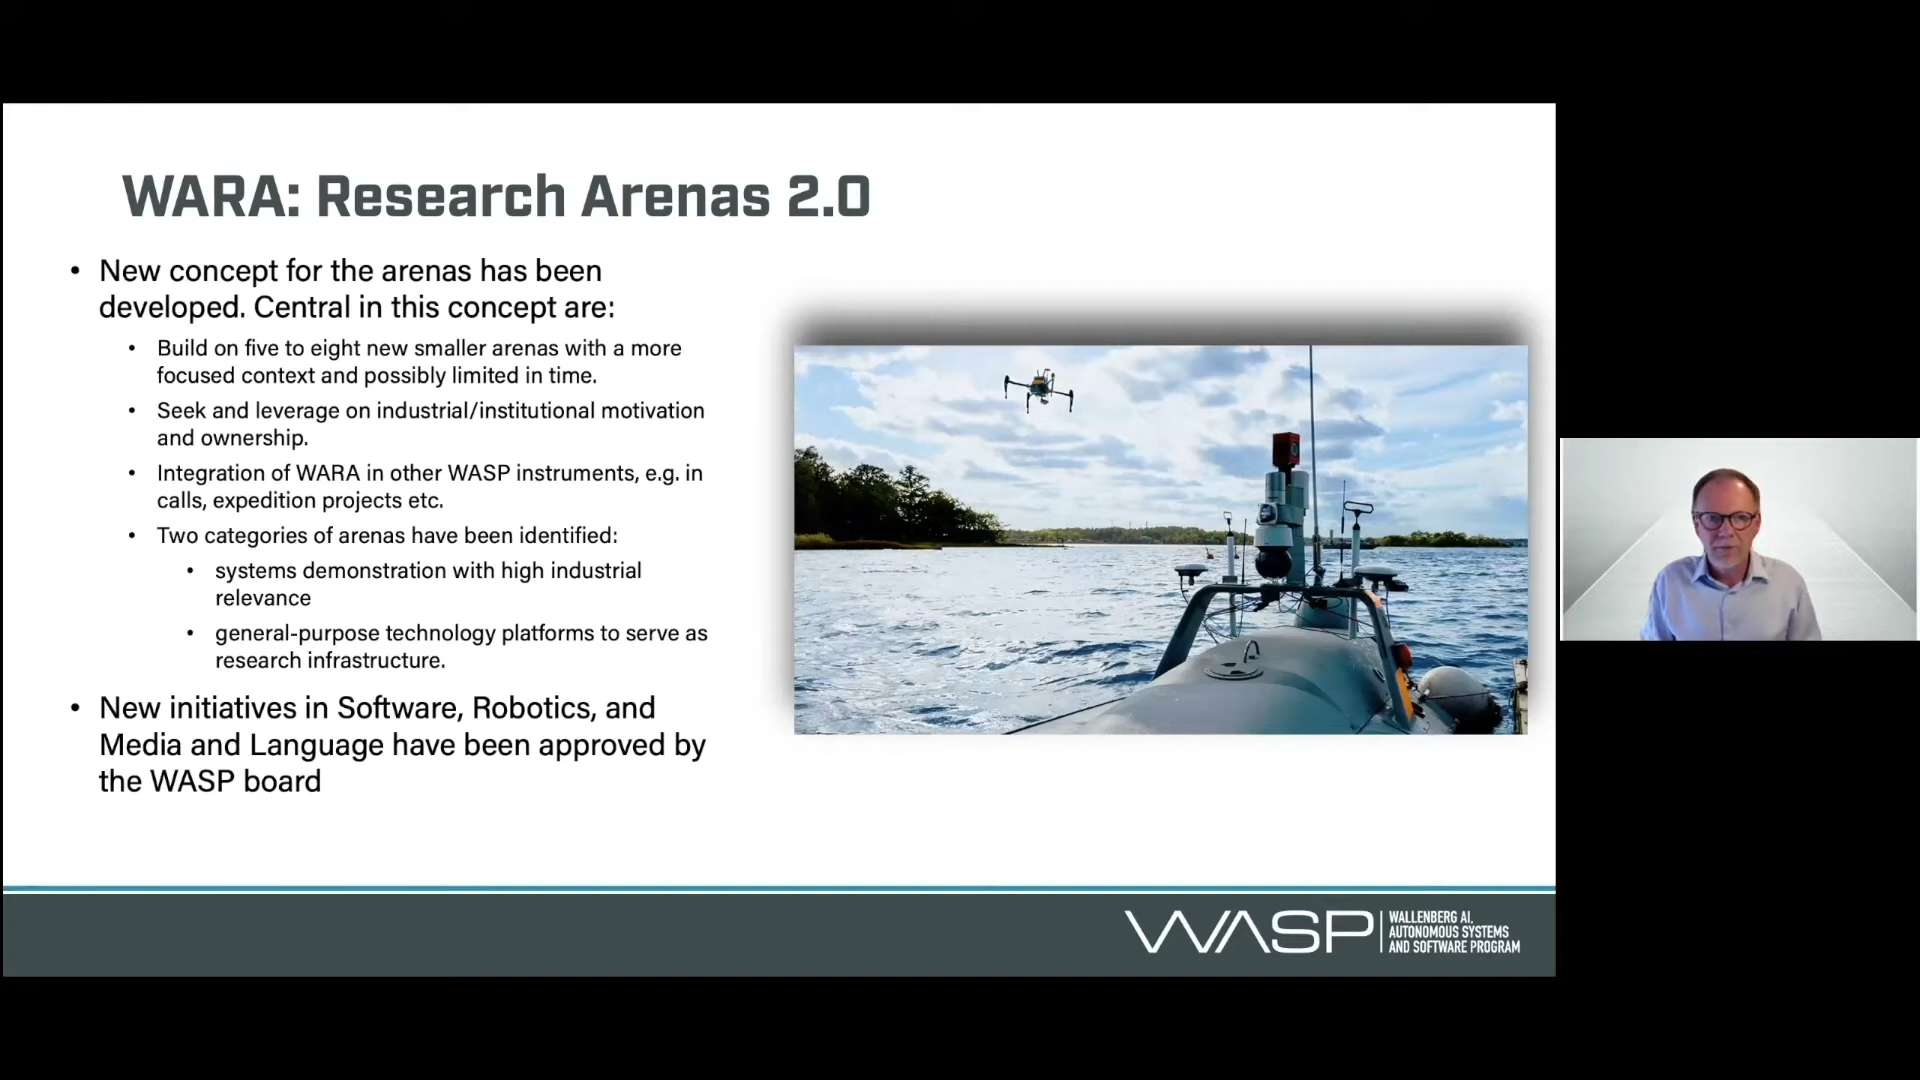 WARA: Research Arenas 2.0
• New concept for the arenas has been
developed. Central in this concept are:
• Build on five to eight new smaller arenas with a more
focused context and possibly limited in time.
• Seek and leverage on industrial/institutional motivation
and ownership.
• Integration of WARA in other WASP instruments, e.g. in
calls, expedition projects etc.
• Two categories of arenas have been identified:
• systems demonstration with high industrial
relevance
• general-purpose technology platforms to serve as
research infrastructure.
• New initiatives in Software, Robotics, and
Media and Language have been approved by
the WASP board
WASP
WALLENBERG AI,
AUTONOMOUS SYSTEMS
AND SOFTWARE PROGRAM